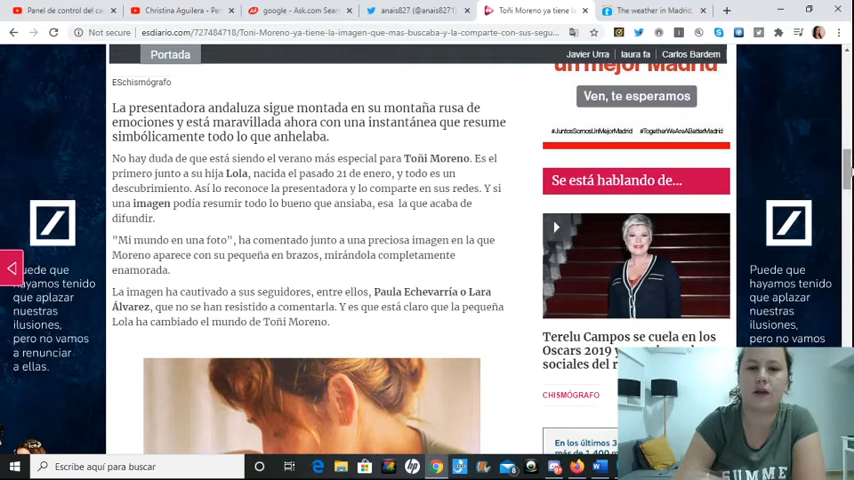 Panel de control del ca
Christina Aguilera - Pg
google - Ask.com Sear
anais827 (@anais8271)
Toñi Moreno ya tiene l
The weather in Madrid,
Not secure
esdiario.com/727484718/Toni-Moreno-ya-tiene-la-imagen-que-mas-buscaba-y-la-comparte-con-sus-segu...
Portada
Javier Urra laura fa Carlos Bardem
ESchismógrafo
La presentadora andaluza sigue montada en su montaña rusa de
emociones y está maravillada ahora con una instantánea que resume
simbólicamente todo lo que anhelaba.
No hay duda de que está siendo el verano más especial para Toñi Moreno. Es el
primero junto a su hija Lola, nacida el pasado 21 de enero, y todo es un
descubrimiento. Así lo reconoce la presentadora y lo comparte en sus redes. Y si
una imagen podía resumir todo lo bueno que ansiaba, esa la que acaba de
difundir.
"Mi mundo en una foto", ha comentado junto a una preciosa imagen en la que
Moreno aparece con su pequeña en brazos, mirándola completamente
enamorada.
La imagen ha cautivado a sus seguidores, entre ellos, Paula Echevarría o Lara
Álvarez, que no se han resistido a comentarla. Y es que está claro que la pequeña
Lola ha cambiado el mundo de Toñi Moreno.
un mejor Madrid
Ven, te esperamos
#JuntosSomosUnMejorMadrid #TogetherWeAreABetterMadrid
Se está hablando de...
Terelu Campos se cuela en los
Oscars 2019 y
sociales del r
CHISMÓGRAFO
En los últimos 3
más de 1.400 m
Puede que
hayamos tenido
que aplazar
nuestras
ilusiones,
pero no vamos
a renunciar
a ellas.
Puede que
hayamos tenido
que aplazar
nuestras
ilusiones,
pero no vamos
SUMME
Escribe aquí para buscar